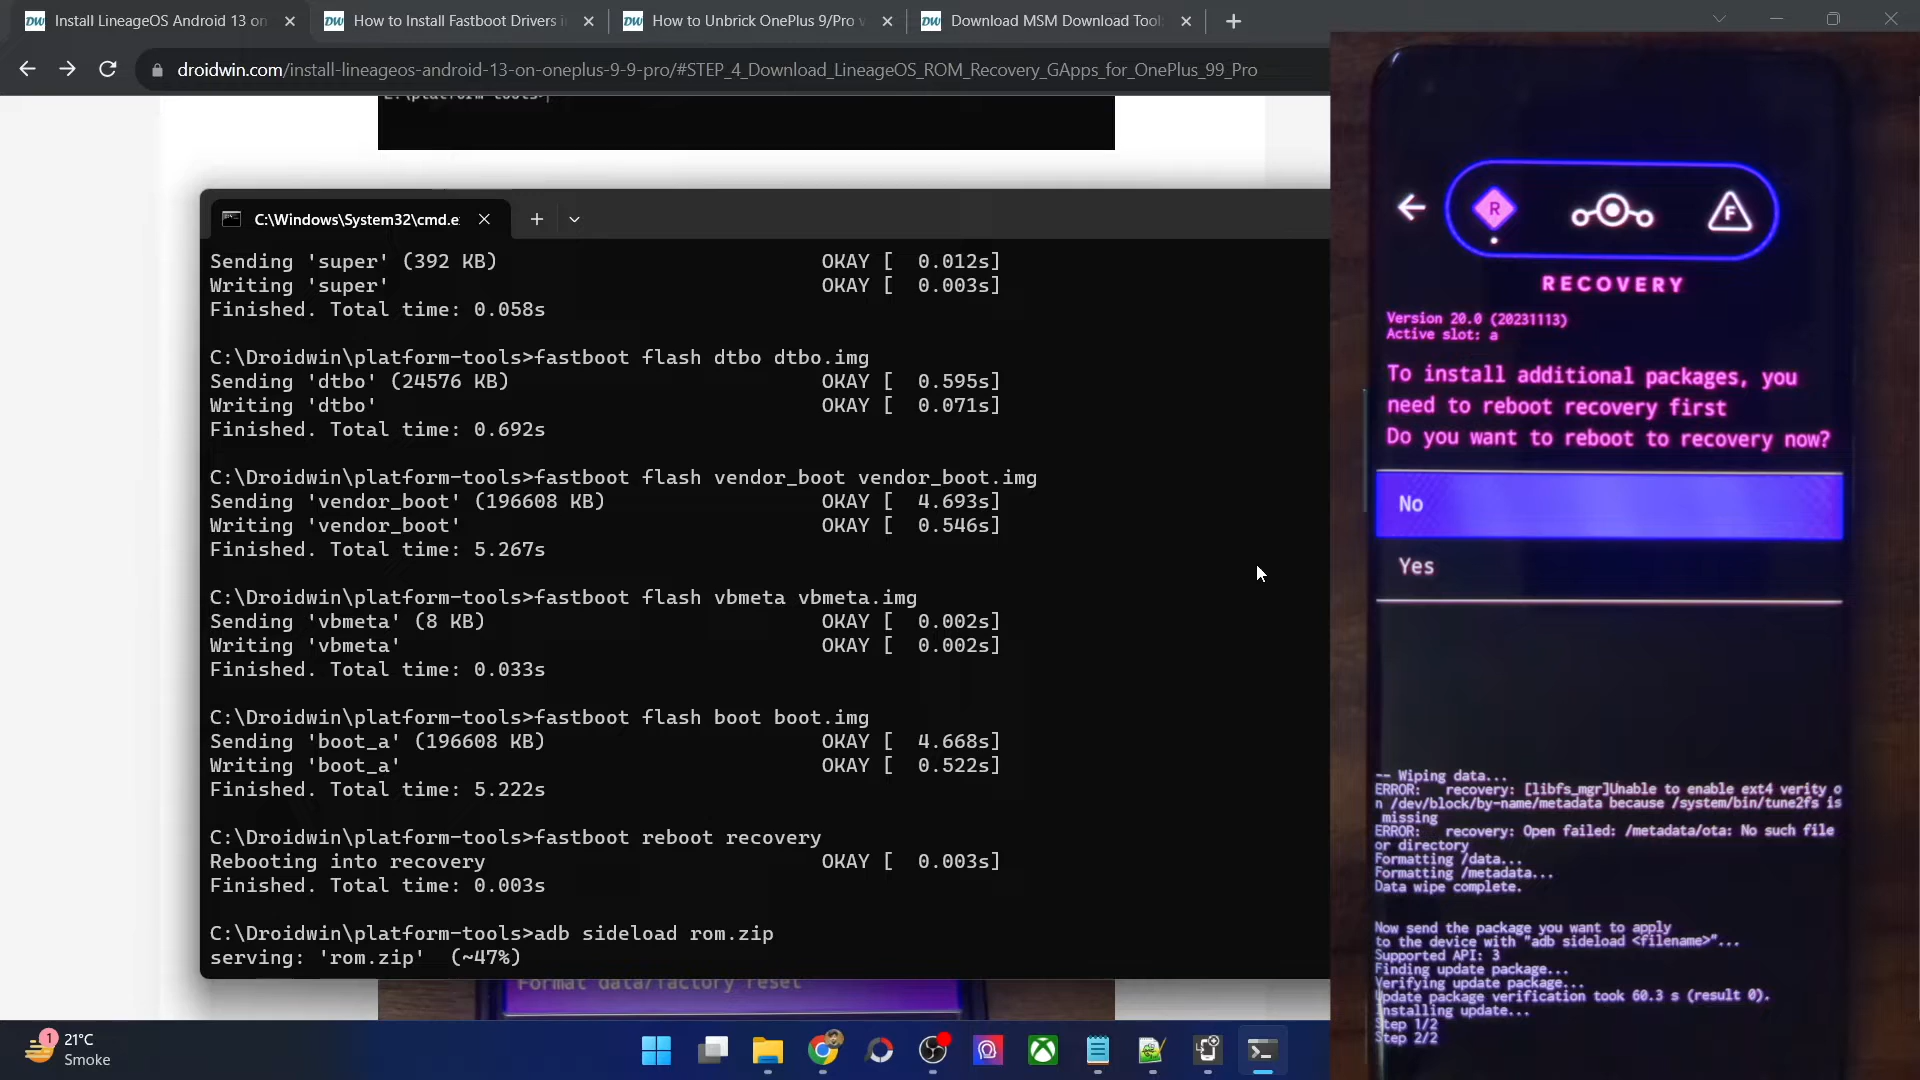 DW Install LineageOS Android 13 on
DW How to Install Fastboot Drivers i
DW How to Unbrick OnePlus 9/Pro v
DW Download MSM Download Tool
droidwin.com/install-lineageos-android-13-on-oneplus-9-9-pro/#STEP_4_Download_LineageOS_ROM_Recovery_GApps_for_OnePlus_99_Pro
E:\platform-tools>
C:\Windows\System32\cmd.e
Sending 'super' (392 KB) OKAY [ 0.012s]
Writing 'super' OKAY [ 0.003s]
Finished. Total time: 0.058s
C:\Droidwin\platform-tools>fastboot flash dtbo dtbo.img
Sending 'dtbo' (24576 KB) OKAY [ 0.595s]
Writing 'dtbo' OKAY [ 0.071s]
Finished. Total time: 0.692s
C:\Droidwin\platform-tools>fastboot flash vendor_boot vendor_boot.img
Sending 'vendor_boot' (196608 KB) OKAY [ 4.693s]
Writing 'vendor_boot' OKAY [ 0.546s]
Finished. Total time: 5.267s
C:\Droidwin\platform-tools>fastboot flash vbmeta vbmeta.img
Sending 'vbmeta' (8 KB) OKAY [ 0.002s]
Writing 'vbmeta' OKAY [ 0.002s]
Finished. Total time: 0.033s
C:\Droidwin\platform-tools>fastboot flash boot boot.img
Sending 'boot_a' (196608 KB) OKAY [ 4.668s]
Writing 'boot_a' OKAY [ 0.522s]
Finished. Total time: 5.222s
C:\Droidwin\platform-tools>fastboot reboot recovery
Rebooting into recovery OKAY [ 0.003s]
Finished. Total time: 0.003s
C:\Droidwin\platform-tools>adb sideload rom.zip
serving: 'rom.zip' (~47%)
Format data/factory reset
1
21°C
Smoke
R
F
RECOVERY
Version 20.0 (20231113)
Active slot: a
To install additional packages, you
need to reboot recovery first
Do you want to reboot to recovery now?
No
Yes
-- Wiping data...
ERROR: recovery: [libfs_mgr]Unable to enable ext4 verity o
n /dev/block/by-name/metadata because /system/bin/tune2fs is
missing
ERROR: recovery: Open failed: /metadata/ota: No such file
or directory
Formatting /data...
Formatting /metadata...
Data wipe complete.
Now send the package you want to apply
to the device with "adb sideload <filename>"...
Supported API: 3
Finding update package...
Verifying update package...
Update package verification took 60.3 s (result 0).
Installing update...
Step 1/2
Step 2/2